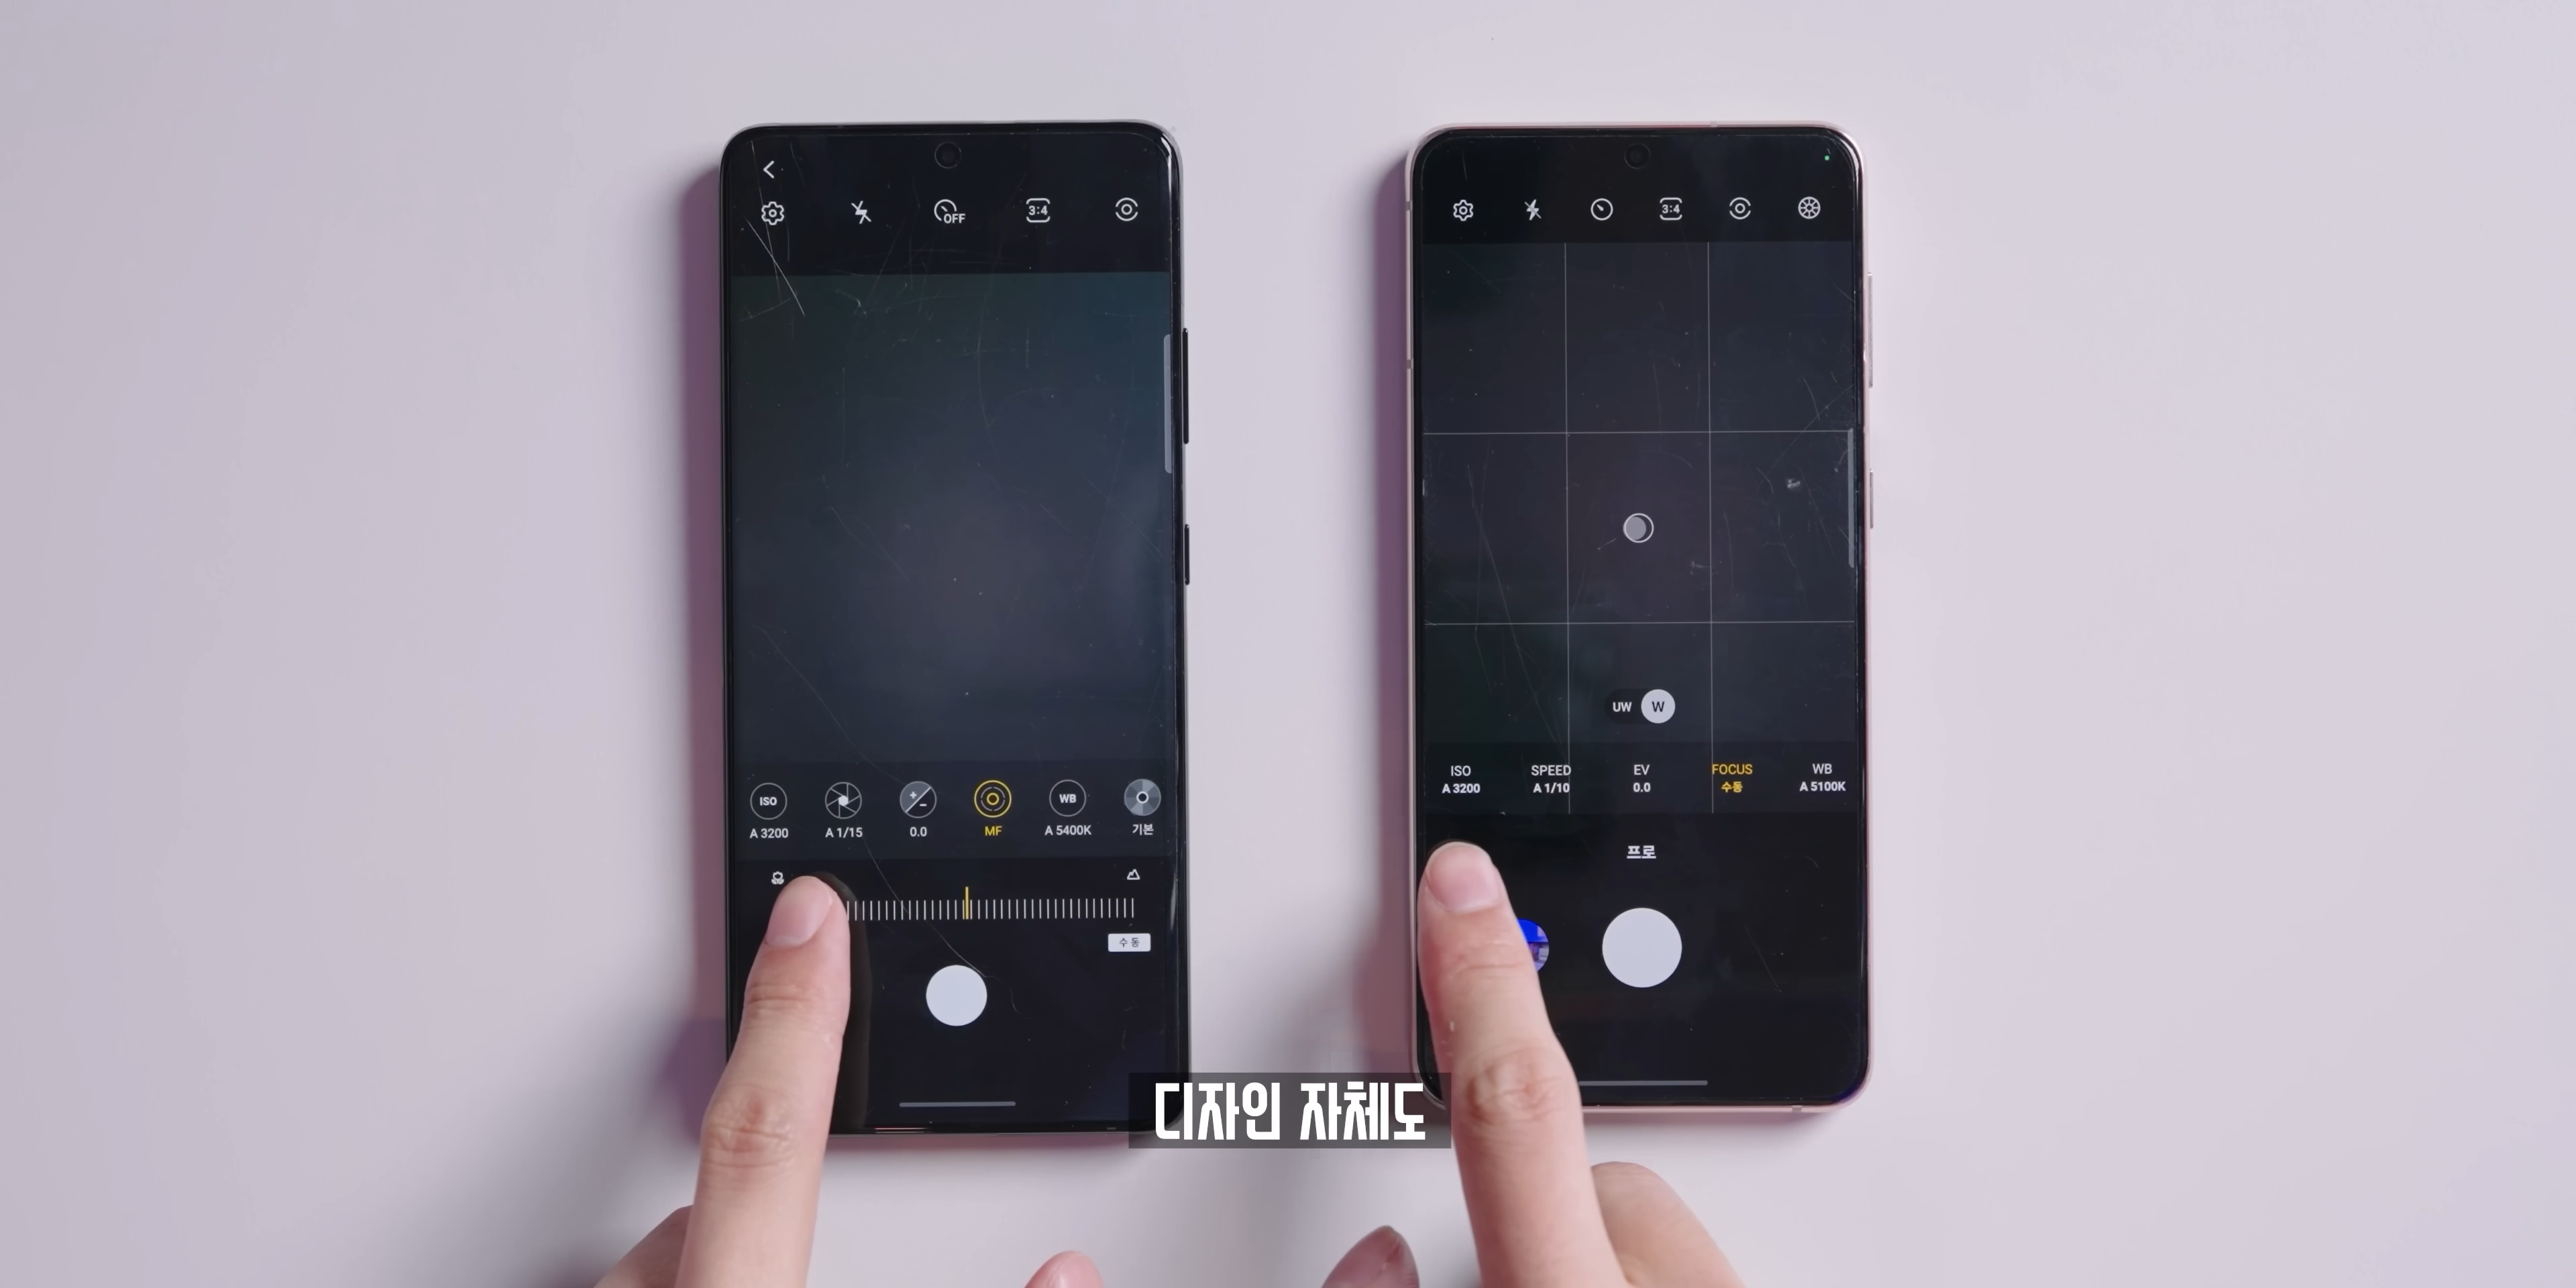 OFF
3:4
ISO
WB
A 3200
A 1/15
0.0
MF
A 5400K
기본
수동
3:4
UW W
ISO
SPEED
EV
FOCUS
WB
A 3200
A 1/10
0.0
수동
A 5100K
프로
디자인 자체도